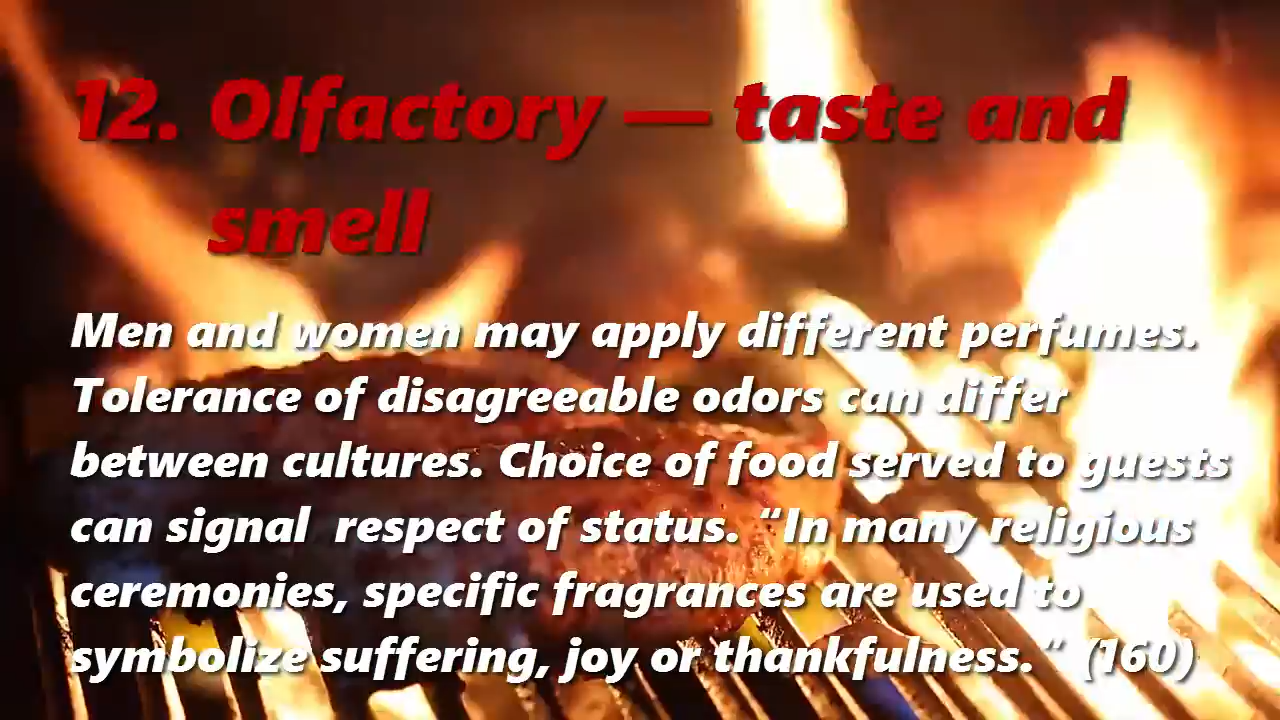 12. Olfactory — taste and
smell
Men and women may apply different perfumes.
Tolerance of disagreeable odors can differ
between cultures. Choice of food served to guests
can signal  respect of status. “In many religious
ceremonies, specific fragrances are used to
symbolize suffering, joy or thankfulness.” (160)